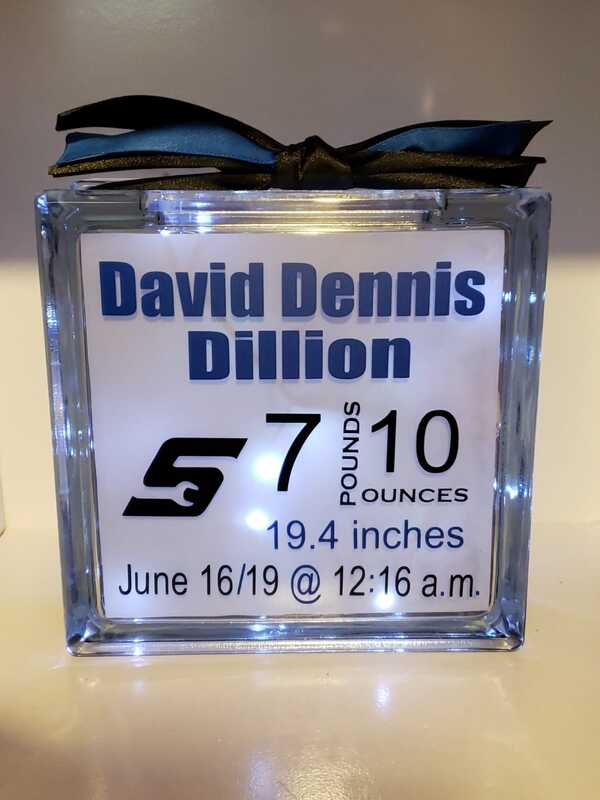 David Dennis
Dillion
7 POUNDS 10
OUNCES
19.4 inches
June 16/19 @ 12:16 a.m.